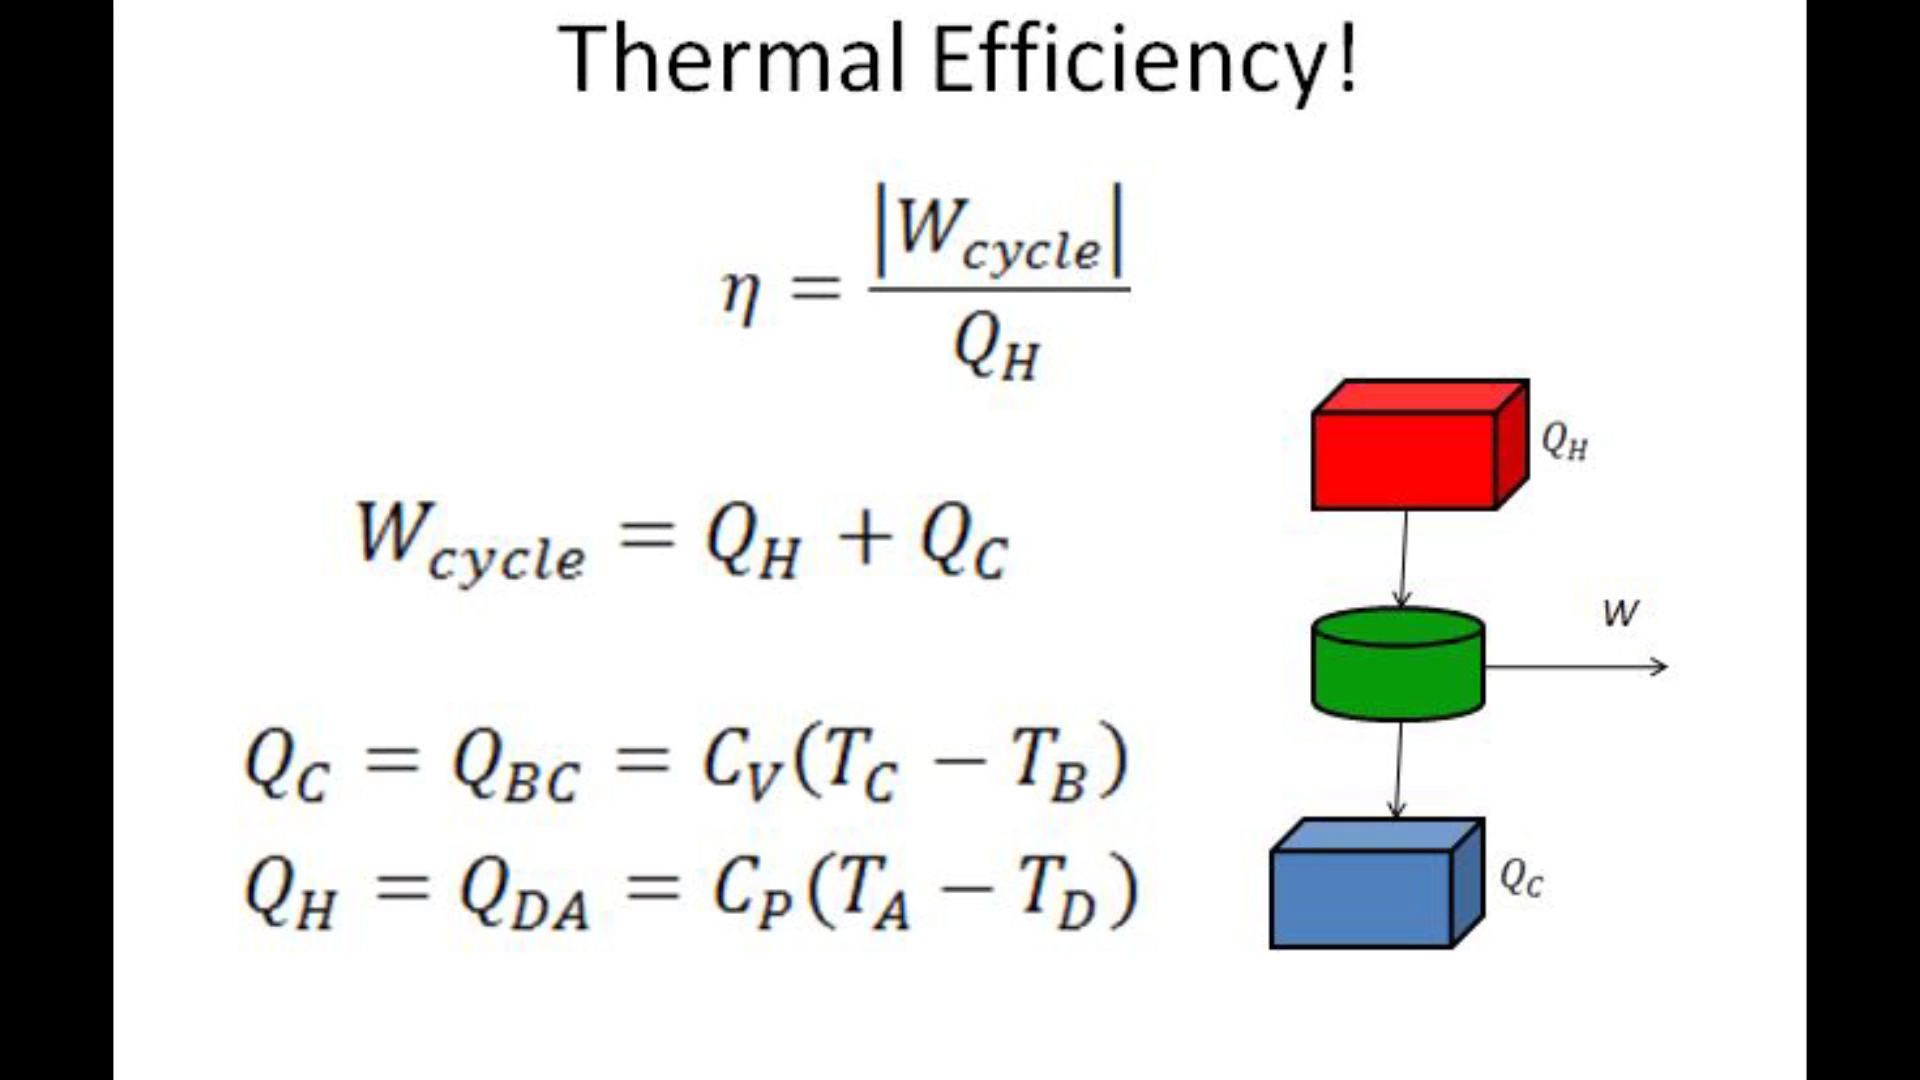 Thermal Efficiency!
η = |W_cycle| / Q_H
W_cycle = Q_H + Q_C
Q_C = Q_BC = C_V(T_C − T_B)
Q_H = Q_DA = C_P(T_A − T_D)
Q_H
W
Q_C